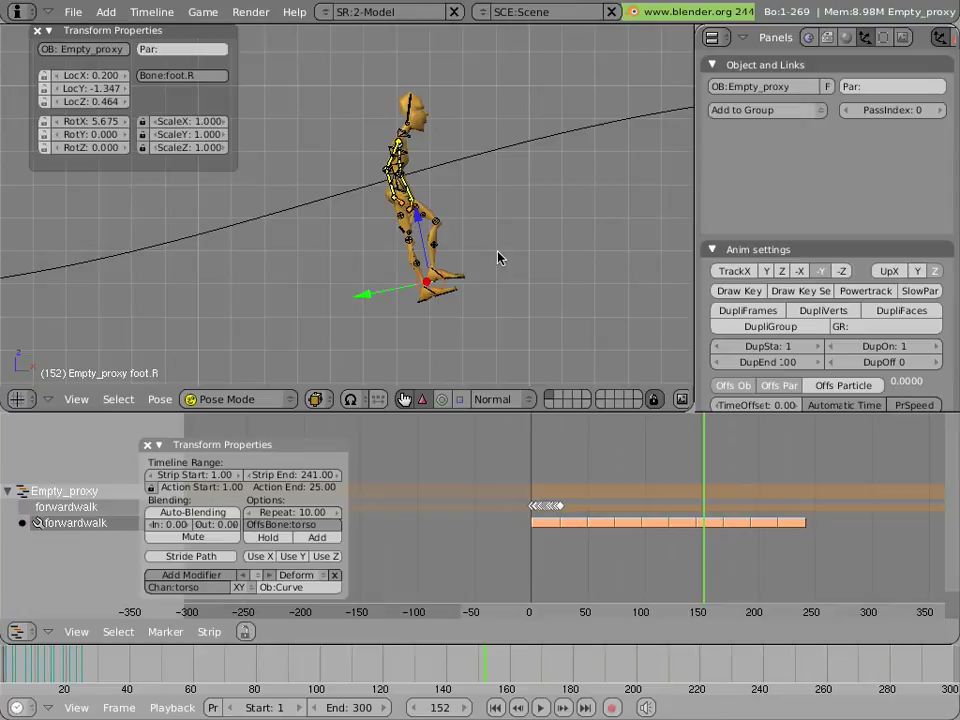 File Add Timeline Game Render Help SR:2-Model SCE:Scene www.blender.org 244 Bo:1-269 | Mem:8.98M Empty_proxy
Transform Properties
OB: Empty_proxy Par:
LocX: 0.200 Bone:foot.R
LocY: -1.347
LocZ: 0.464
RotX: 5.675 ScaleX: 1.000
RotY: 0.000 ScaleY: 1.000
RotZ: 0.000 ScaleZ: 1.000
z
x
(152) Empty_proxy foot.R
View Select Pose Pose Mode Normal
Panels
Object and Links
OB:Empty_proxy F Par:
Add to Group PassIndex: 0
Anim settings
TrackX Y Z -X -Y -Z UpX Y Z
Draw Key Draw Key Se Powertrack SlowPar
DupliFrames DupliVerts DupliFaces
DupliGroup GR:
DupSta: 1 DupOn: 1
DupEnd 100 DupOff 0
Offs Ob Offs Par Offs Particle 0.0000
TimeOffset: 0.00 Automatic Time PrSpeed
Empty_proxy
forwardwalk
forwardwalk
Transform Properties
Timeline Range:
Strip Start: 1.00 Strip End: 241.00
Action Start: 1.00 Action End: 25.00
Blending: Options:
Auto-Blending Repeat: 10.00
In: 0.00 Out: 0.00 OffsBone:torso
Mute Hold Add
Stride Path Use X Use Y Use Z
Add Modifier Deform x
Chan:torso XY Ob:Curve
-350 -300 -250 -200 -150 -100 -50 0 50 100 150 200 250 300 350
View Select Marker Strip
20 40 60 80 100 120 140 160 180 200 220 240 260 280 300
View Frame Playback Pr Start: 1 End: 300 152